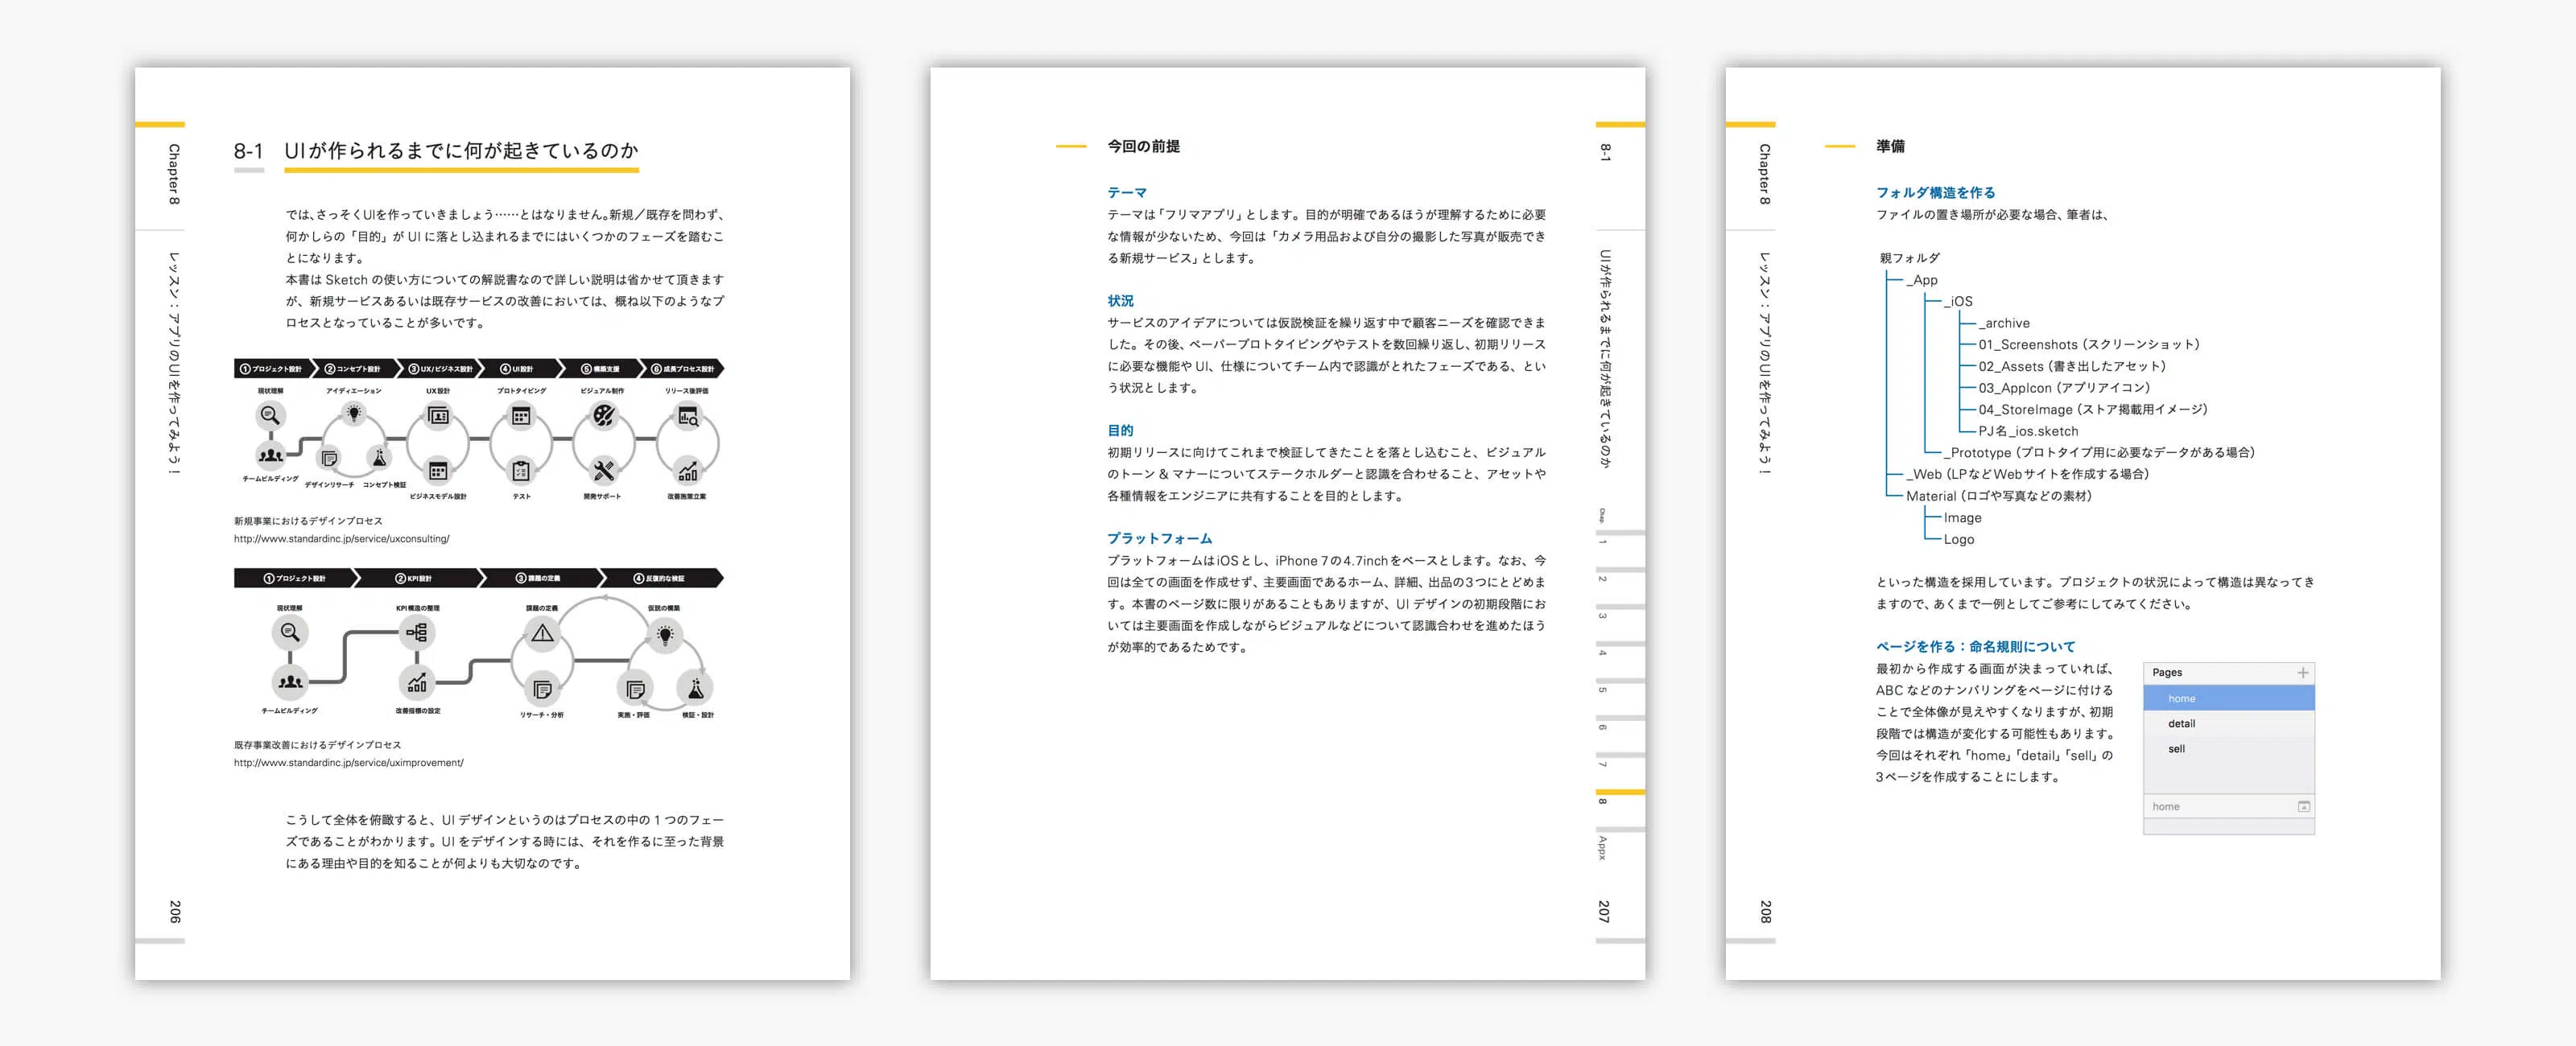 Chapter 8
レッスン：アプリのUIを作ってみよう！
8-1 UIが作られるまでに何が起きているのか
では、さっそくUIを作っていきましょう……とはなりません。新規／既存を問わず、
何かしらの「目的」が UI に落とし込まれるまでにはいくつかのフェーズを踏むこ
とになります。
本書は Sketch の使い方についての解説書なので詳しい説明は省かせて頂きます
が、新規サービスあるいは既存サービスの改善においては、概ね以下のようなプ
ロセスとなっていることが多いです。
①プロジェクト設計 ②コンセプト設計 ③UX/ビジネス設計 ④UI設計 ⑤構築支援 ⑥成長プロセス設計
現状理解 アイディエーション UX設計 プロトタイピング ビジュアル制作 リリース後評価
チームビルディング デザインリサーチ コンセプト検証 ビジネスモデル設計 テスト 開発サポート 改善施策立案
新規事業におけるデザインプロセス
http://www.standardinc.jp/service/uxconsulting/
①プロジェクト設計 ②KPI設計 ③課題の定義 ④反復的な検証
現状理解 KPI構造の整理 課題の定義 仮説の構築
チームビルディング 改善指標の設定 リサーチ・分析 実施・評価 検証・設計
既存事業改善におけるデザインプロセス
http://www.standardinc.jp/service/uximprovement/
こうして全体を俯瞰すると、UI デザインというのはプロセスの中の 1 つのフェー
ズであることがわかります。UI をデザインする時には、それを作るに至った背景
にある理由や目的を知ることが何よりも大切なのです。
206
今回の前提
テーマ
テーマは「フリマアプリ」とします。目的が明確であるほうが理解するために必要
な情報が少ないため、今回は「カメラ用品および自分の撮影した写真が販売でき
る新規サービス」とします。
状況
サービスのアイデアについては仮説検証を繰り返す中で顧客ニーズを確認できま
した。その後、ペーパープロトタイピングやテストを数回繰り返し、初期リリース
に必要な機能や UI、仕様についてチーム内で認識がとれたフェーズである、とい
う状況とします。
目的
初期リリースに向けてこれまで検証してきたことを落とし込むこと、ビジュアル
のトーン & マナーについてステークホルダーと認識を合わせること、アセットや
各種情報をエンジニアに共有することを目的とします。
プラットフォーム
プラットフォームはiOSとし、iPhone 7の4.7inchをベースとします。なお、今
回は全ての画面を作成せず、主要画面であるホーム、詳細、出品の3つにとどめま
す。本書のページ数に限りがあることもありますが、UI デザインの初期段階にお
いては主要画面を作成しながらビジュアルなどについて認識合わせを進めたほう
が効率的であるためです。
8-1
UIが作られるまでに何が起きているのか
Chap.
1
2
3
4
5
6
7
8
Appx
207
Chapter 8
レッスン：アプリのUIを作ってみよう！
準備
フォルダ構造を作る
ファイルの置き場所が必要な場合、筆者は、
親フォルダ
_App
_iOS
_archive
01_Screenshots（スクリーンショット）
02_Assets（書き出したアセット）
03_AppIcon（アプリアイコン）
04_StoreImage（ストア掲載用イメージ）
PJ名_ios.sketch
_Prototype（プロトタイプ用に必要なデータがある場合）
_Web（LPなどWebサイトを作成する場合）
Material（ロゴや写真などの素材）
Image
Logo
といった構造を採用しています。プロジェクトの状況によって構造は異なってき
ますので、あくまで一例としてご参考にしてみてください。
ページを作る：命名規則について
最初から作成する画面が決まっていれば、
ABC などのナンバリングをページに付ける
ことで全体像が見えやすくなりますが、初期
段階では構造が変化する可能性もあります。
今回はそれぞれ「home」「detail」「sell」の
3ページを作成することにします。
Pages
home
detail
sell
home
208